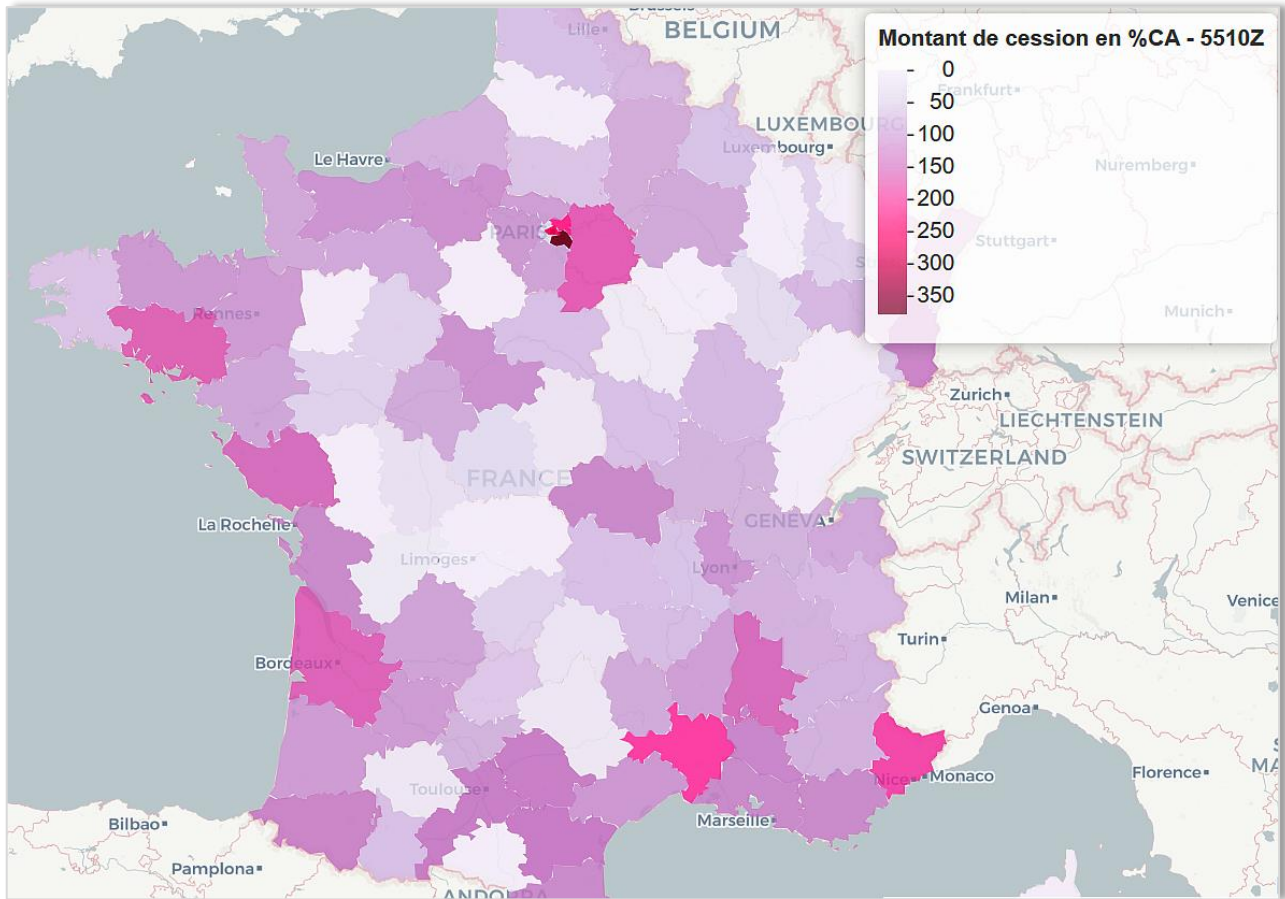 Brussels
Lille
BELGIUM
Montant de cession en %CA - 5510Z
0
50
100
150
200
250
300
350
Frankfurt
LUXEMBOURG
Luxembourg
Nuremberg
Le Havre
PARIS
Stuttgart
Munich
Rennes
Zurich
LIECHTENSTEIN
SWITZERLAND
FRANCE
La Rochelle
GENEVA
Limoges
Lyon
Milan
Venice
Turin
Bordeaux
Genoa
Nice
Monaco
Florence
Toulouse
Marseille
Bilbao
Pamplona
ANDORRA